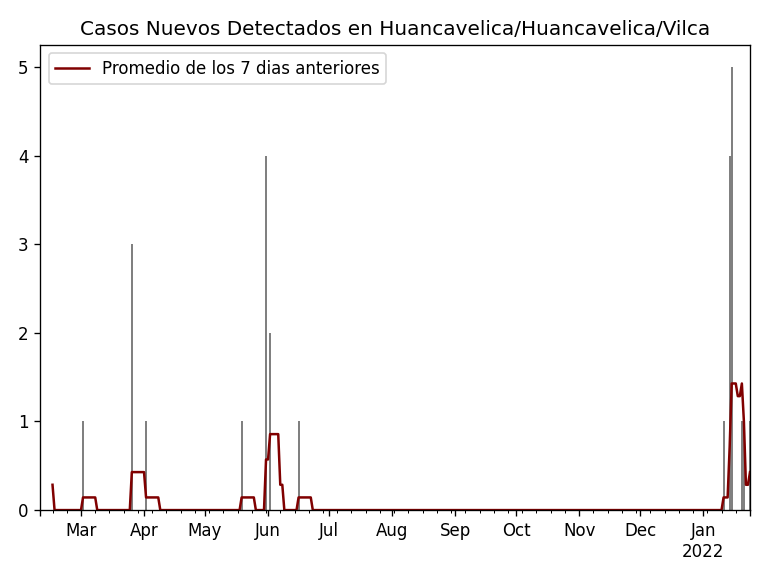 Casos Nuevos Detectados en Huancavelica/Huancavelica/Vilca
Promedio de los 7 dias anteriores
5
4
3
2
1
0
Mar Apr May Jun Jul Aug Sep Oct Nov Dec Jan
2022